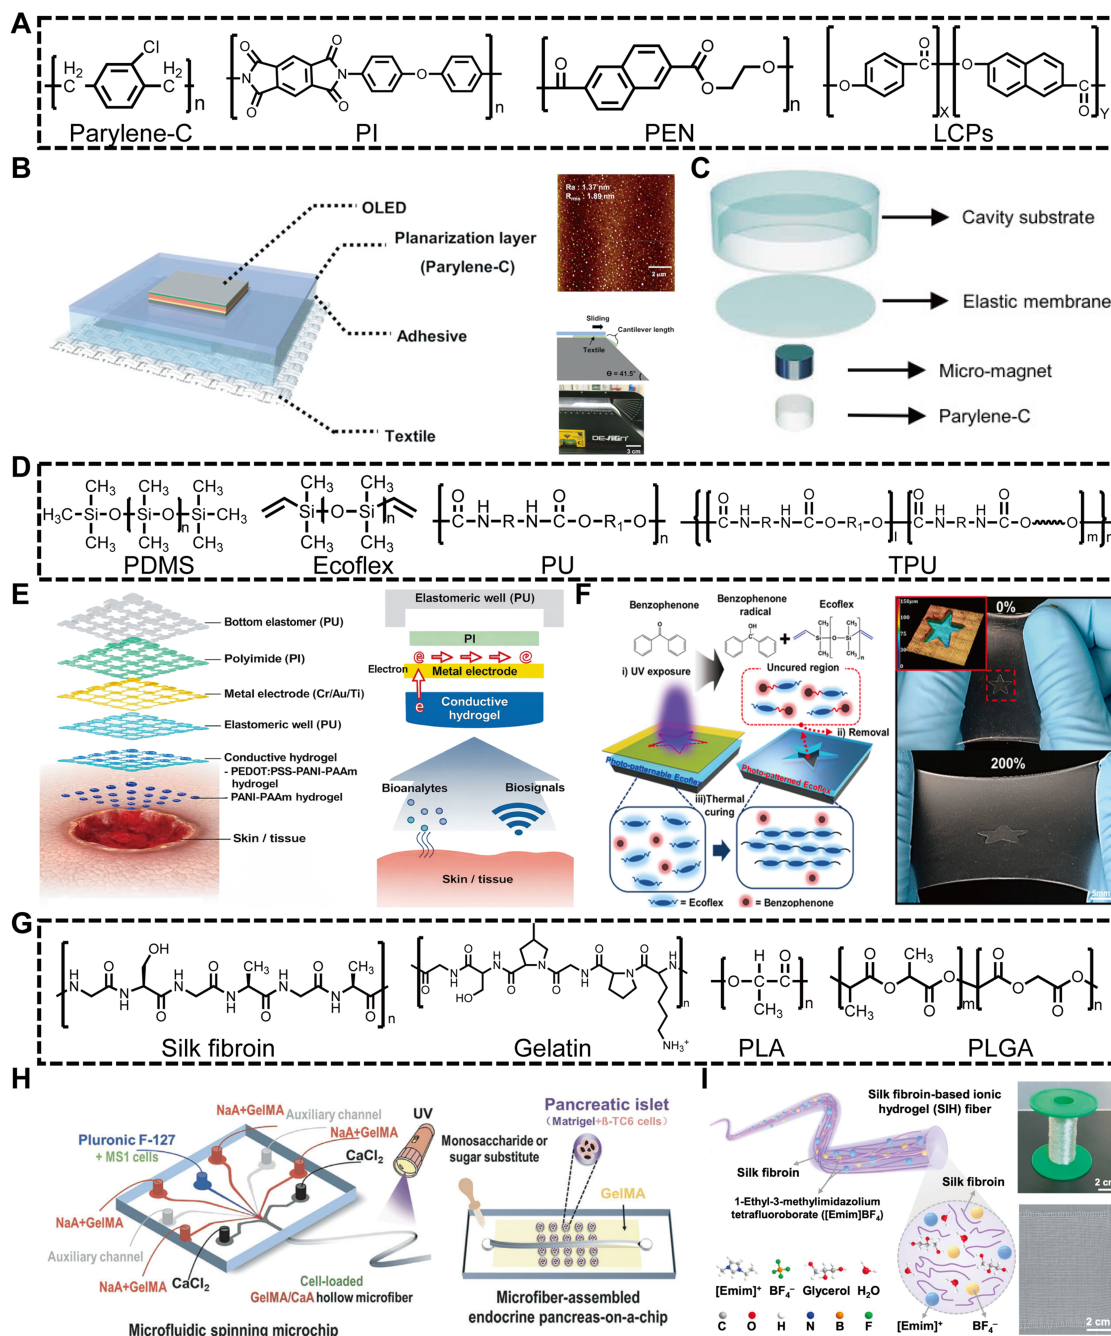 A
Cl
H2
C
H2
C
n
Parylene-C
O
O
N
N
O
O
O
n
PI
O
O
O
O
n
PEN
O
O
X
O
O
Y
LCPs
B
OLED
Planarization layer
(Parylene-C)
Adhesive
Textile
Ra : 1.37 nm
Rrms : 1.89 nm
2 μm
Sliding
Cantilever length
Textile
Θ = 41.5°
3 cm
C
Cavity substrate
Elastic membrane
Micro-magnet
Parylene-C
D
CH3 CH3 CH3
H3C-Si O Si O Si-CH3
n
CH3 CH3 CH3
PDMS
CH3 CH3
Si O Si
n
CH3 CH3
Ecoflex
O H H O
C-N-R-N-C-O-R1-O
n
PU
O H H O O H H O
C-N-R-N-C-O-R1-O C-N-R-N-C-O O
l m n
TPU
E
Bottom elastomer (PU)
Polyimide (PI)
Metal electrode (Cr/Au/Ti)
Elastomeric well (PU)
Conductive hydrogel
- PEDOT:PSS-PANI-PAAm
hydrogel
PANI-PAAm hydrogel
Skin / tissue
Elastomeric well (PU)
PI
e e
Electron
Metal electrode
e
Conductive
hydrogel
Bioanalytes
Biosignals
Skin / tissue
F
Benzophenone
Benzophenone
radical
Ecoflex
i) UV exposure
Uncured region
ii) Removal
Photo-patternable Ecoflex
Photo-patterned Ecoflex
iii)Thermal
curing
= Ecoflex
= Benzophenone
150μm
100
75
30
0
0%
200%
5mm
G
HO
O
H
N
CH3
n
Silk fibroin
O
H
N
HO
NH3+
n
Gelatin
H O
O C C
CH3
n
PLA
O CH3
O
CH3 O
m
O
O
O
n
PLGA
H
NaA+GelMA
Auxiliary channel
Pluronic F-127
+ MS1 cells
NaA+GelMA
CaCl2
NaA+GelMA
Auxiliary channel
NaA+GelMA
CaCl2
UV
Cell-loaded
GelMA/CaA
hollow microfiber
Microfluidic spinning microchip
Pancreatic islet
(Matrigel+ß-TC6 cells)
Monosaccharide or
sugar substitute
GelMA
Microfiber-assembled
endocrine pancreas-on-a-chip
I
Silk fibroin-based ionic
hydrogel (SIH) fiber
Silk fibroin
Silk fibroin
1-Ethyl-3-methylimidazolium
tetrafluoroborate ([Emim]BF4)
[Emim]+ BF4− Glycerol H2O
C O H N B F
[Emim]+ BF4−
2 cm
2 cm